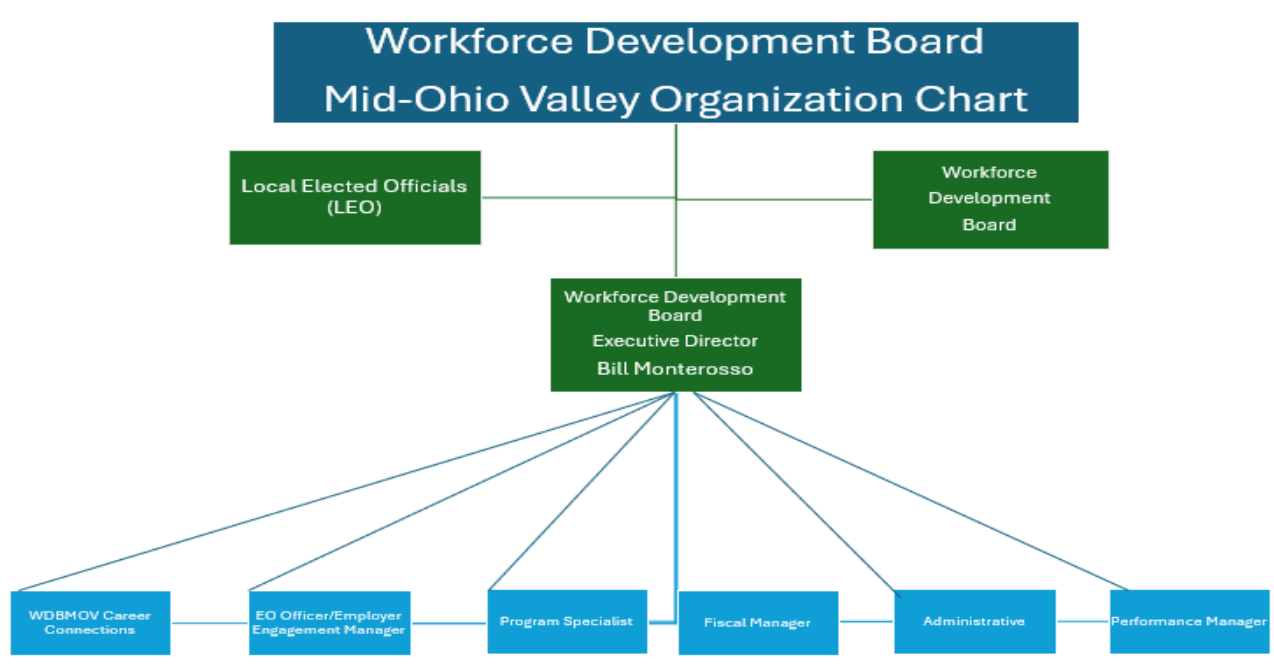 Workforce Development Board
Mid-Ohio Valley Organization Chart
Local Elected Officials
(LEO)
Workforce
Development
Board
Workforce Development
Board
Executive Director
Bill Monterosso
WDBMOV Career
Connections
EO Officer/Employer
Engagement Manager
Program Specialist
Fiscal Manager
Administrative
Performance Manager